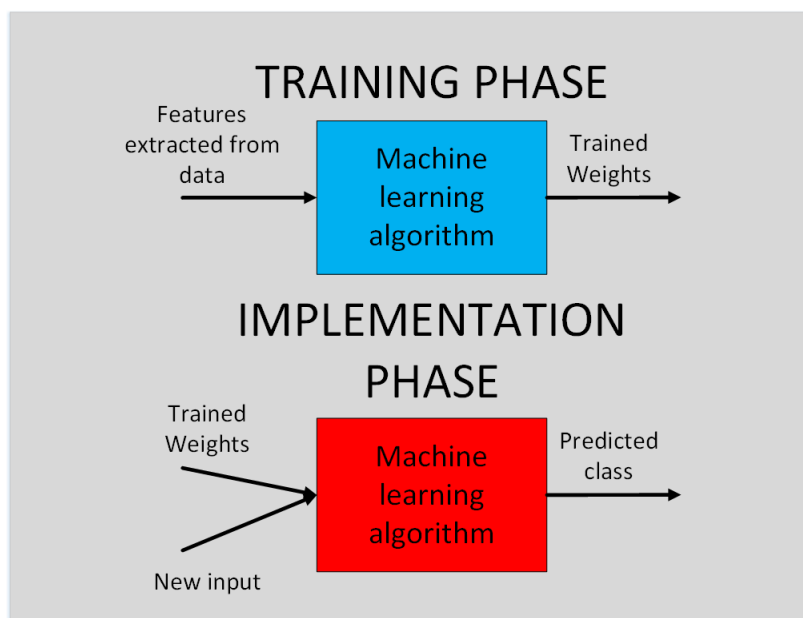 TRAINING PHASE
Features
extracted from
data
Machine
learning
algorithm
Trained
Weights
IMPLEMENTATION
PHASE
Trained
Weights
New input
Machine
learning
algorithm
Predicted
class